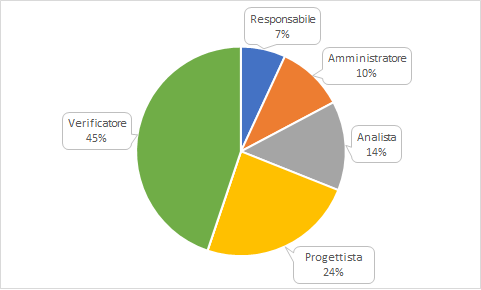 Responsabile
7%
Amministratore
10%
Analista
14%
Progettista
24%
Verificatore
45%